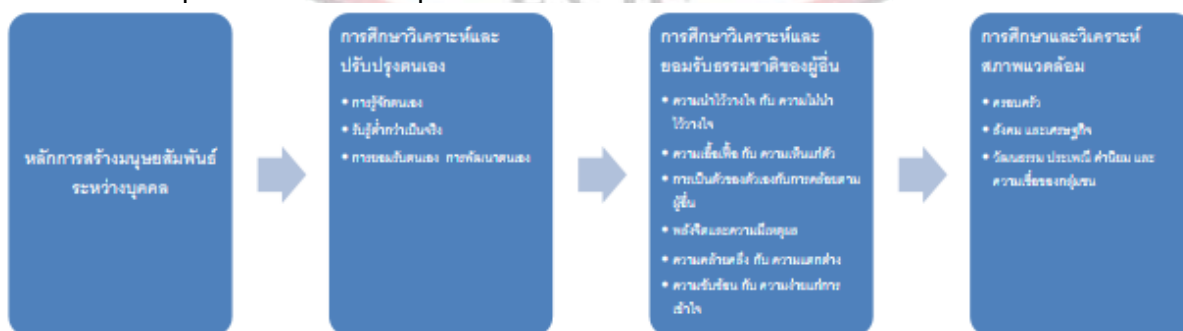 หลักการสร้างมนุษยสัมพันธ์
ระหว่างบุคคล
การศึกษาวิเคราะห์และ
ปรับปรุงตนเอง
• การรู้จักตนเอง
• รับรู้ต่ำกว่าเป็นจริง
• การยอมรับตนเอง การพัฒนาตนเอง
การศึกษาวิเคราะห์และ
ยอมรับธรรมชาติของผู้อื่น
• ความน่าไว้วางใจ กับ ความไม่น่า
ไว้วางใจ
• ความเอื้อเฟื้อ กับ ความเห็นแก่ตัว
• การเป็นตัวของตัวเองกับการคล้อยตาม
ผู้อื่น
• พลังจิตและความมีเหตุผล
• ความคล้ายคลึง กับ ความแตกต่าง
• ความซับซ้อน กับ ความง่ายแก่การ
เข้าใจ
การศึกษาและวิเคราะห์
สภาพแวดล้อม
• ครอบครัว
• สังคม และเศรษฐกิจ
• วัฒนธรรม ประเพณี ค่านิยม และ
ความเชื่อของกลุ่มชน